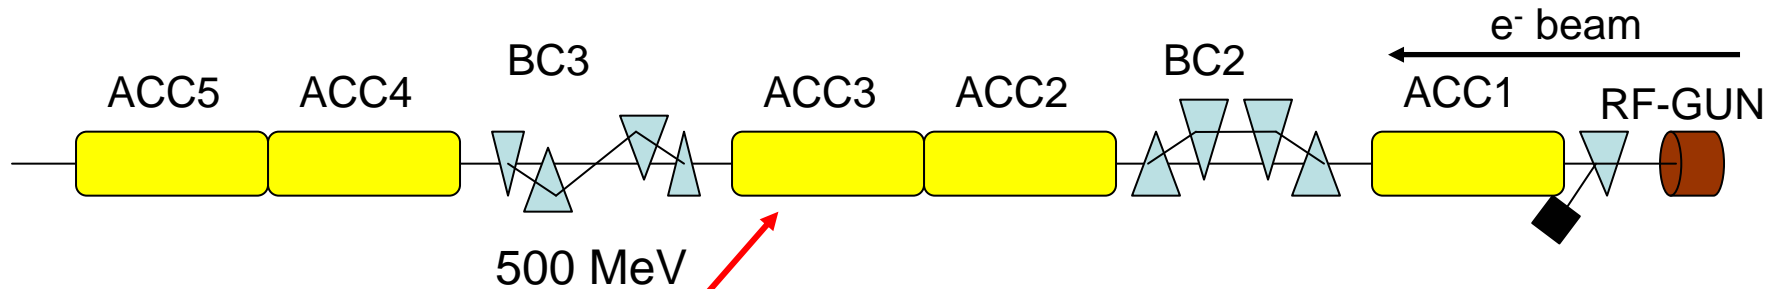 e- beam
BC3
BC2
ACC5
ACC4
ACC3
ACC2
ACC1
RF-GUN
500 MeV